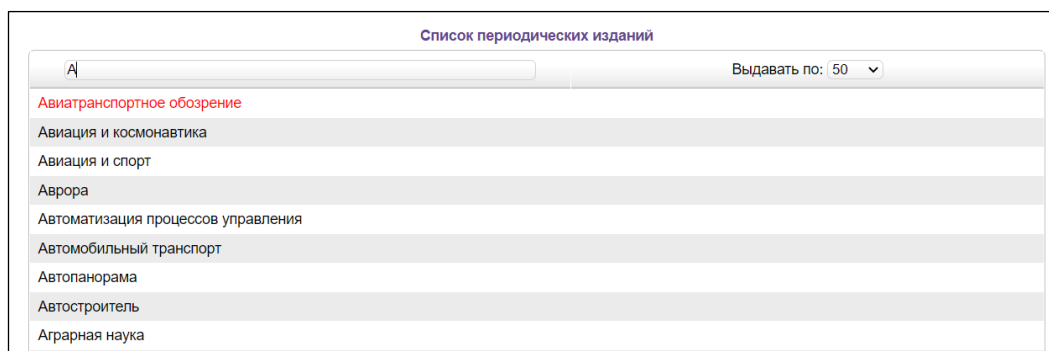 Список периодических изданий
А
Выдавать по: 50
Авиатранспортное обозрение
Авиация и космонавтика
Авиация и спорт
Аврора
Автоматизация процессов управления
Автомобильный транспорт
Автопанорама
Автостроитель
Аграрная наука